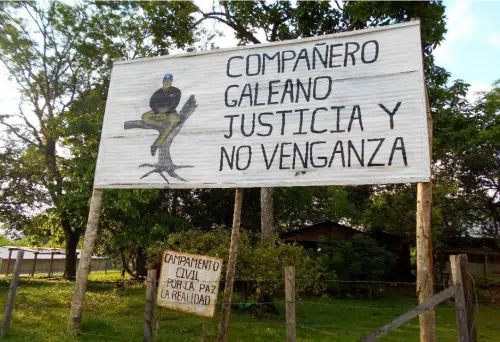 COMPAÑERO
GALEANO
JUSTICIA Y
NO VENGANZA
CAMPAMENTO
CIVIL
POR LA PAZ
LA REALIDAD